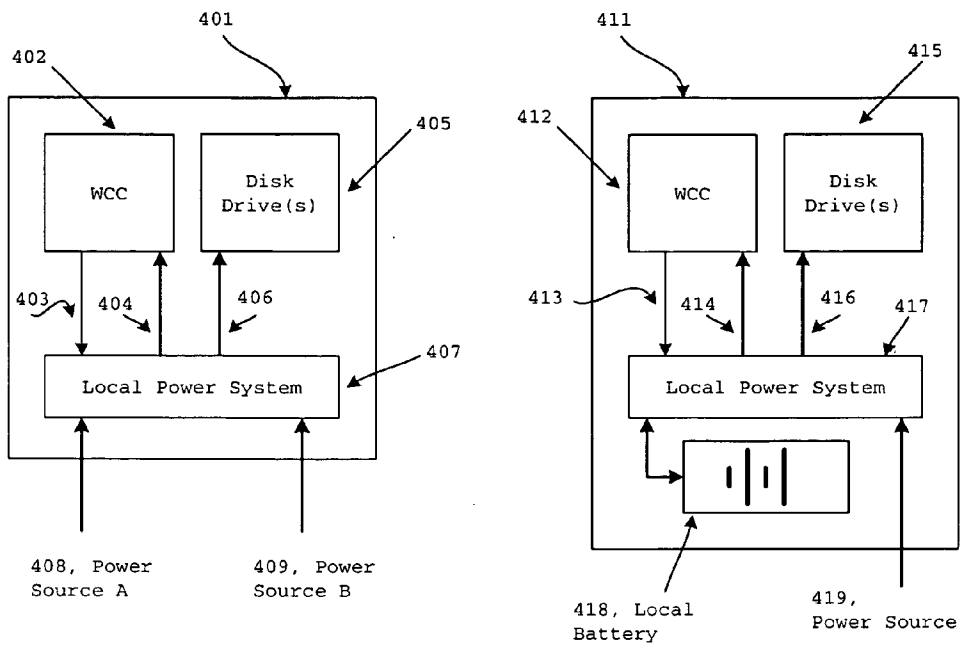 401
402
WCC
Disk
Drive(s)
405
403
404
406
407
Local Power System
408, Power
Source A
409, Power
Source B
411
412
415
WCC
Disk
Drive(s)
413
414
416
417
Local Power System
418, Local
Battery
419,
Power Source